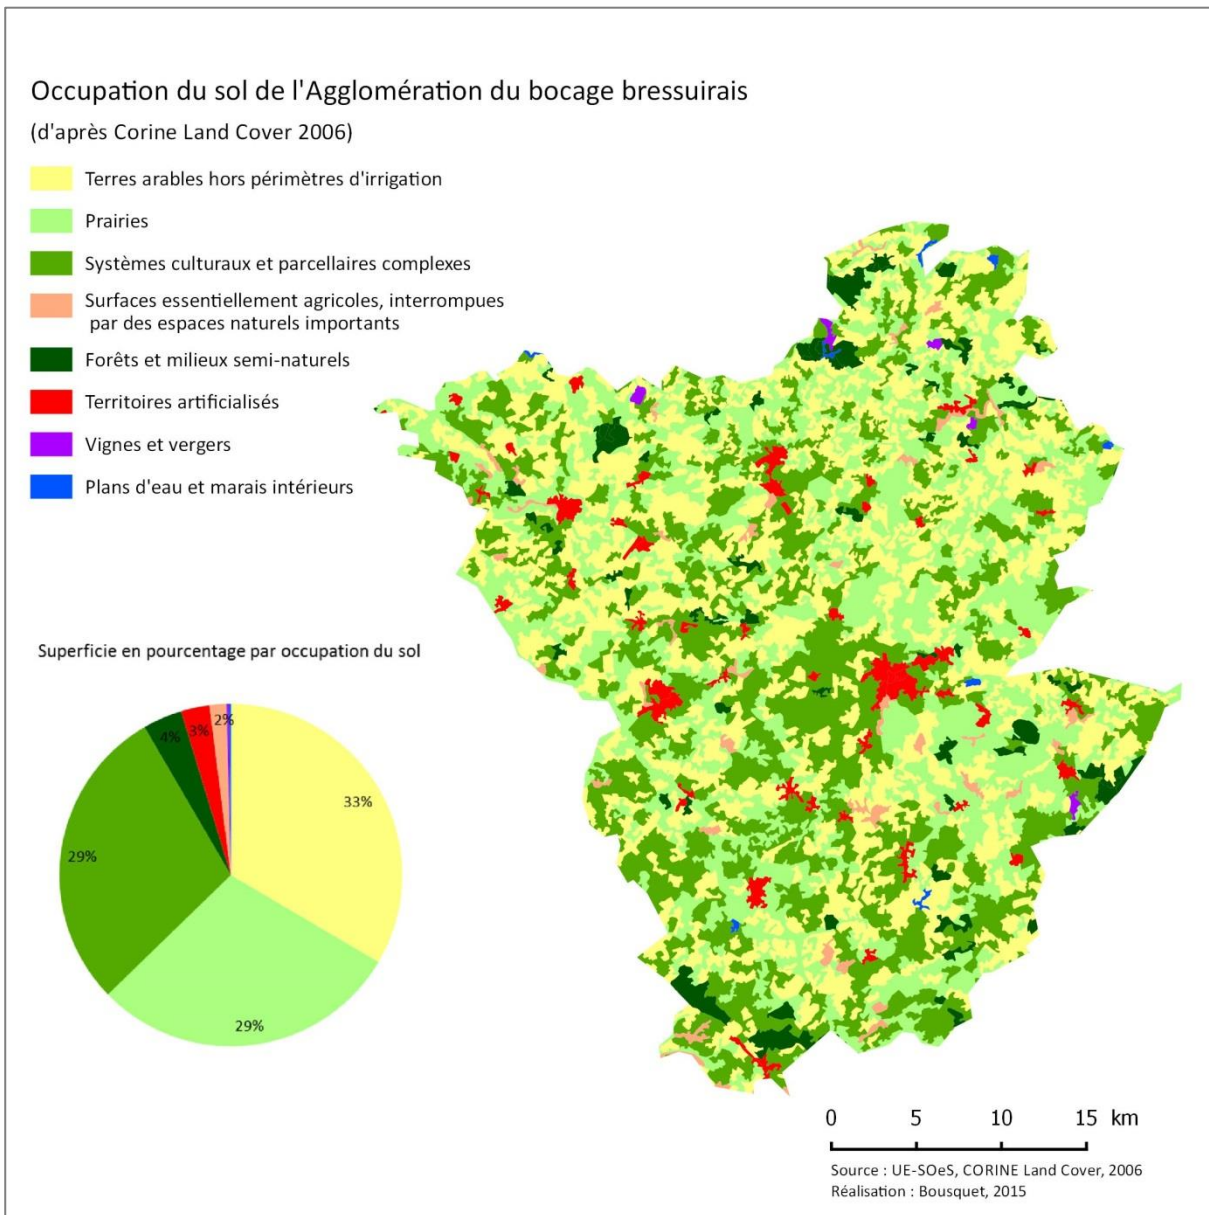 Occupation du sol de l'Agglomération du bocage bressuirais
(d'après Corine Land Cover 2006)
Terres arables hors périmètres d'irrigation
Prairies
Systèmes culturaux et parcellaires complexes
Surfaces essentiellement agricoles, interrompues
par des espaces naturels importants
Forêts et milieux semi-naturels
Territoires artificialisés
Vignes et vergers
Plans d'eau et marais intérieurs
Superficie en pourcentage par occupation du sol
4%
3%
2%
33%
29%
29%
0 5 10 15 km
Source : UE-SOeS, CORINE Land Cover, 2006
Réalisation : Bousquet, 2015